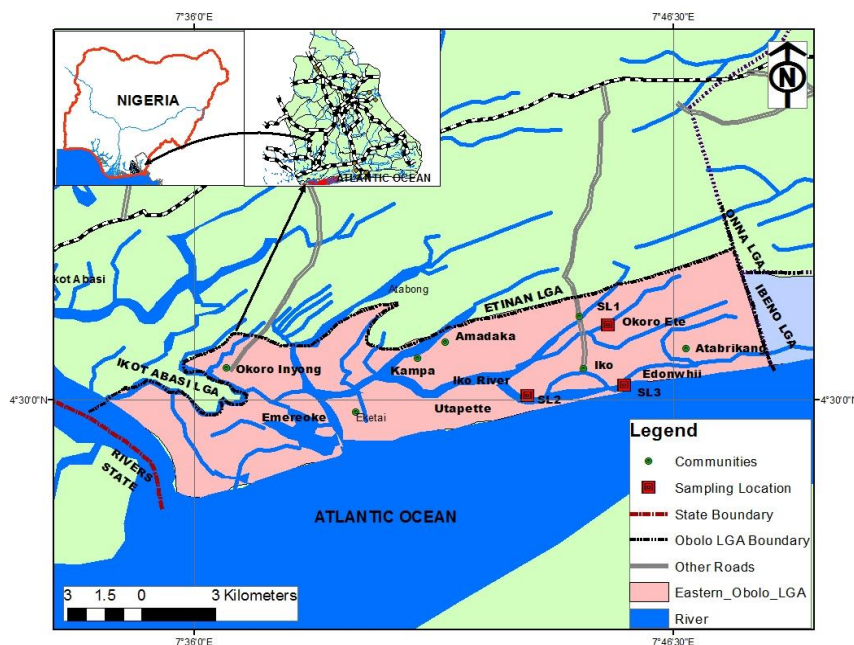 7°36'0"E
7°46'30"E
NIGERIA
ATLANTIC OCEAN
N
ONNA LGA
IBENO LGA
Ikot Abasi
Atabong
ETINAN LGA
SL1
Okoro Ete
Amadaka
Atabrikang
IKOT ABASI LGA
Okoro Inyong
Kampa
Iko
Iko River
Edonwhii
4°30'0"N
4°30'0"N
SL2
SL3
Emereoke
Utapette
RIVERS
STATE
ATLANTIC OCEAN
Legend
Communities
Sampling Location
State Boundary
Obolo LGA Boundary
Other Roads
Eastern_Obolo_LGA
River
3 1.5 0 3 Kilometers
7°36'0"E
7°46'30"E